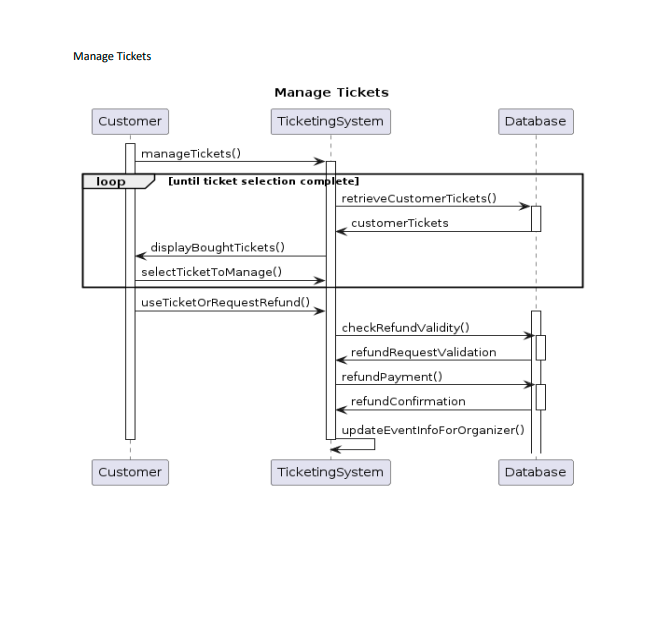 Manage Tickets
Manage Tickets
Customer TicketingSystem Database
manageTickets()
loop [until ticket selection complete]
retrieveCustomerTickets()
customerTickets
displayBoughtTickets()
selectTicketToManage()
useTicketOrRequestRefund()
checkRefundValidity()
refundRequestValidation
refundPayment()
refundConfirmation
updateEventInfoForOrganizer()
Customer TicketingSystem Database